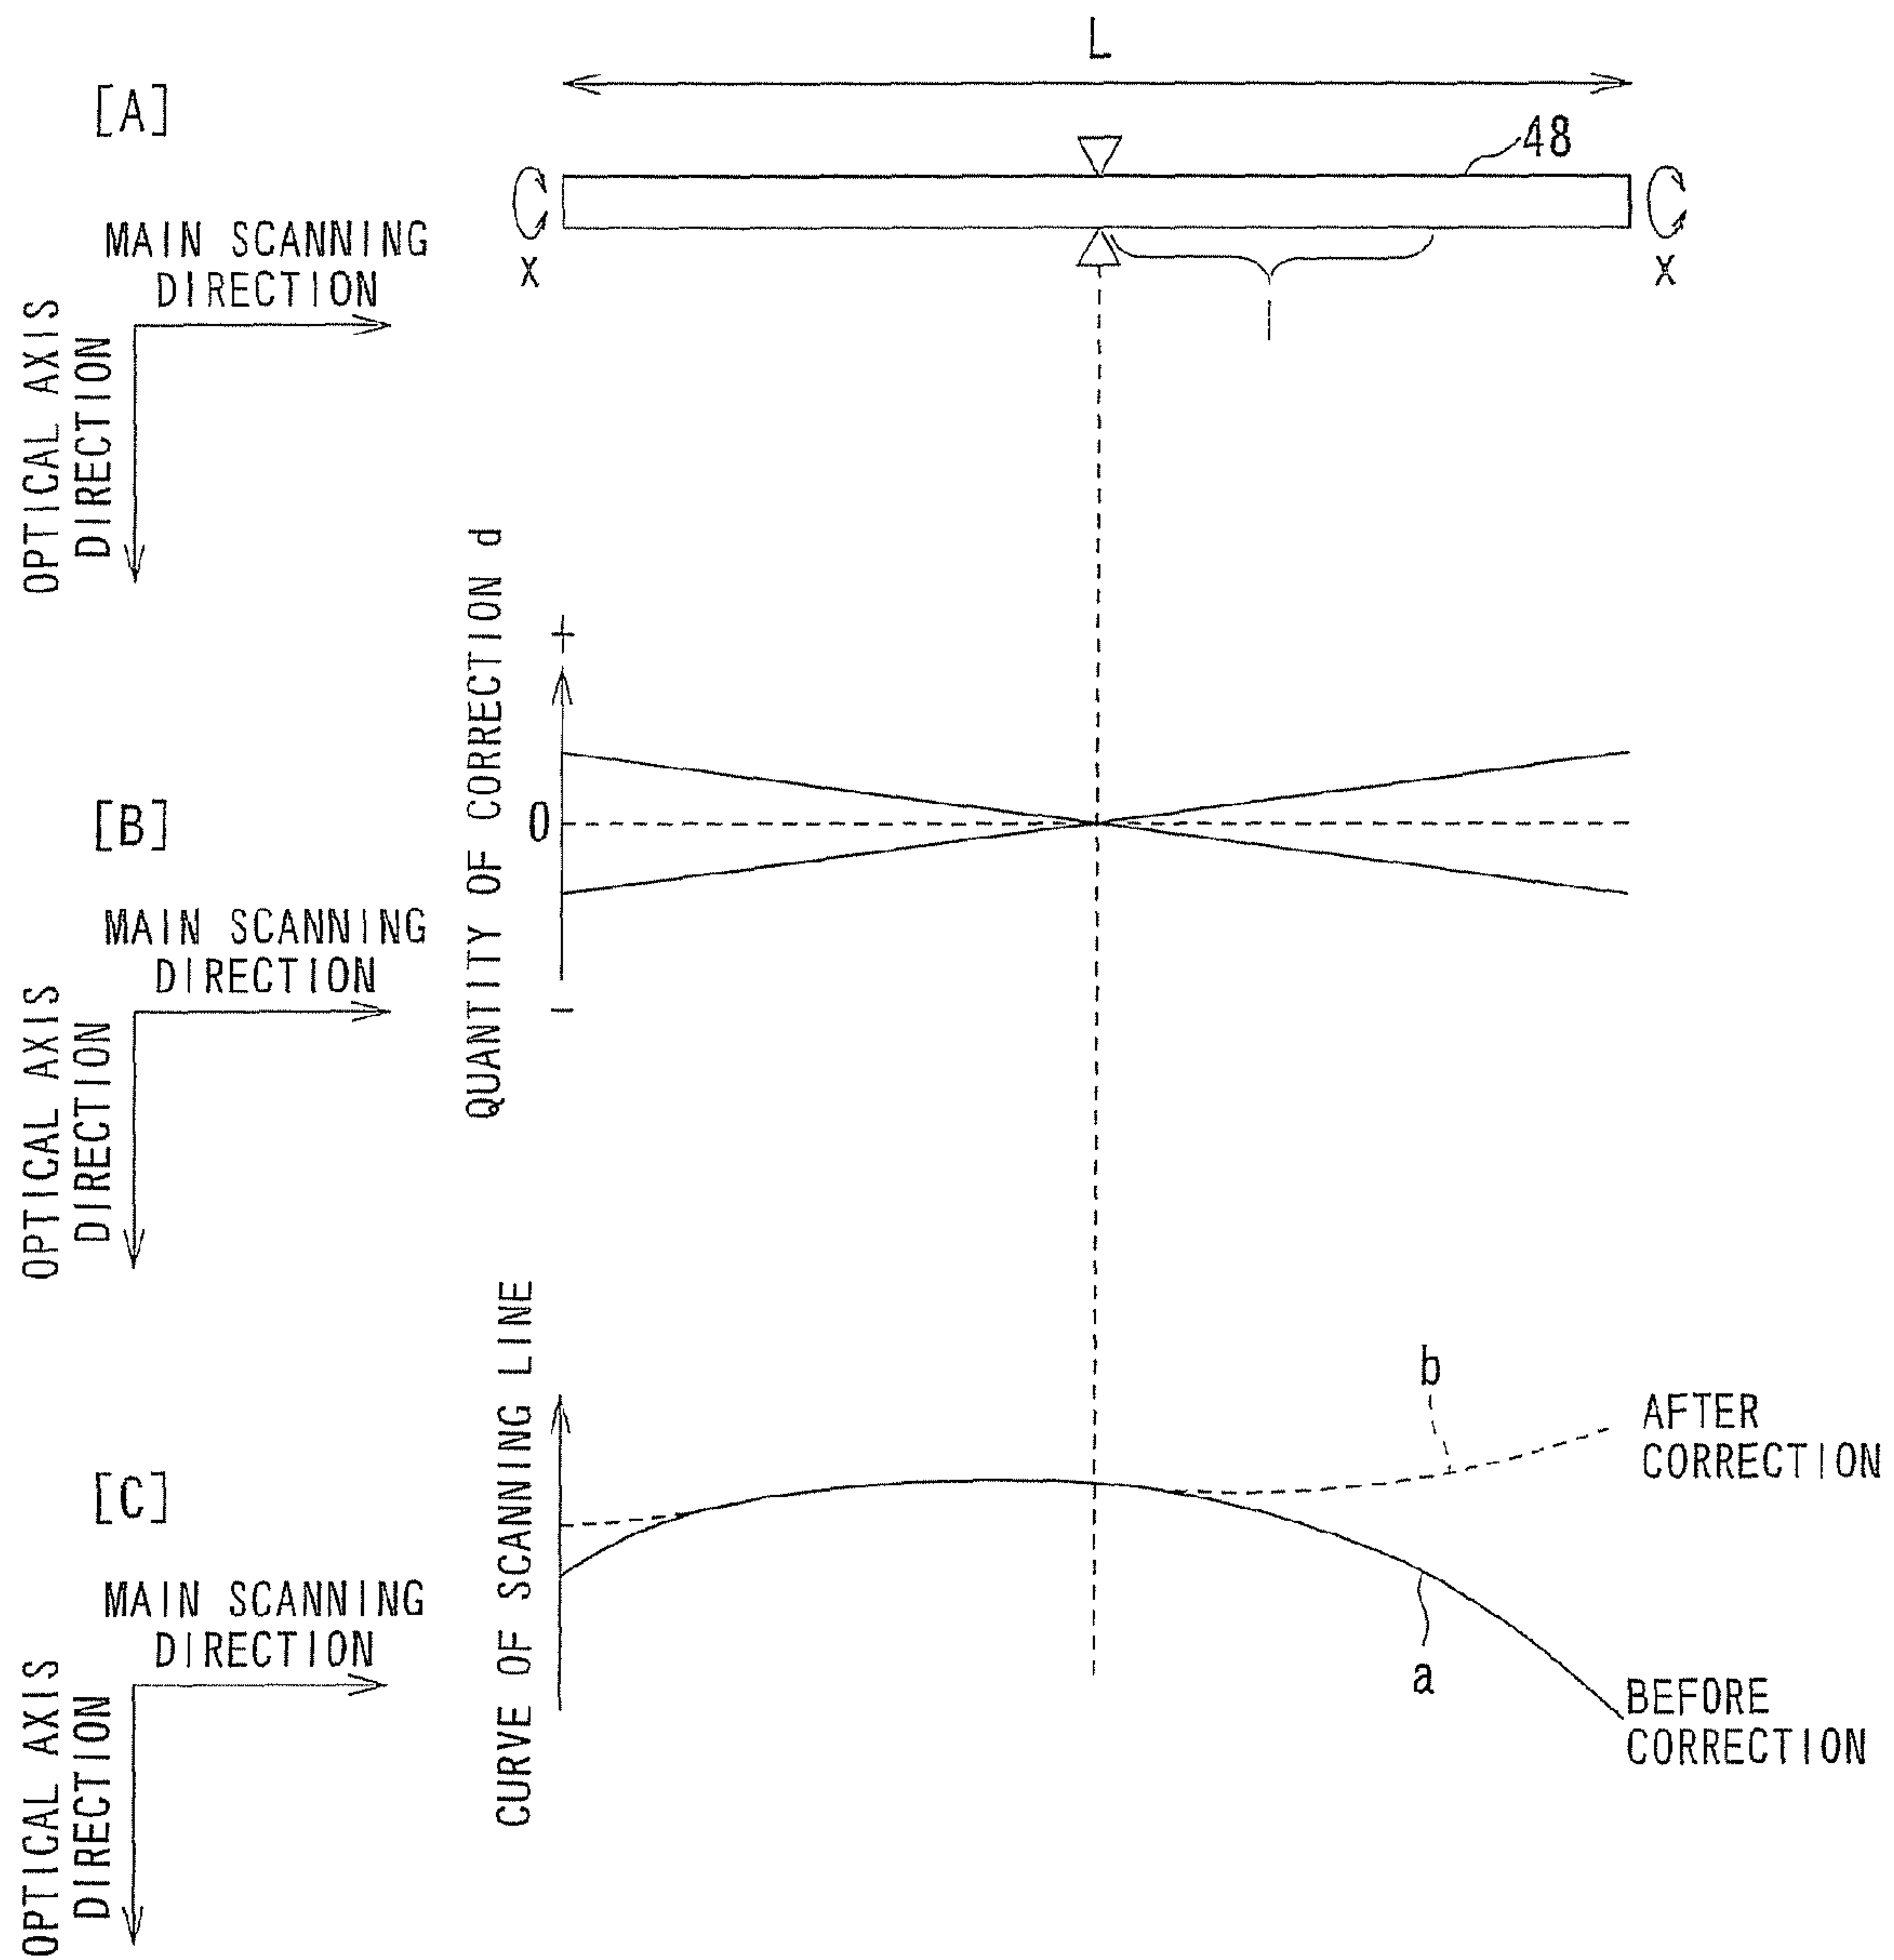 L
[A]
48
x
x
l
MAIN SCANNING
DIRECTION
OPTICAL AXIS
DIRECTION
QUANTITY OF CORRECTION d
+
0
-
[B]
MAIN SCANNING
DIRECTION
OPTICAL AXIS
DIRECTION
CURVE OF SCANNING LINE
b
AFTER
CORRECTION
[C]
MAIN SCANNING
DIRECTION
OPTICAL AXIS
DIRECTION
a
BEFORE
CORRECTION